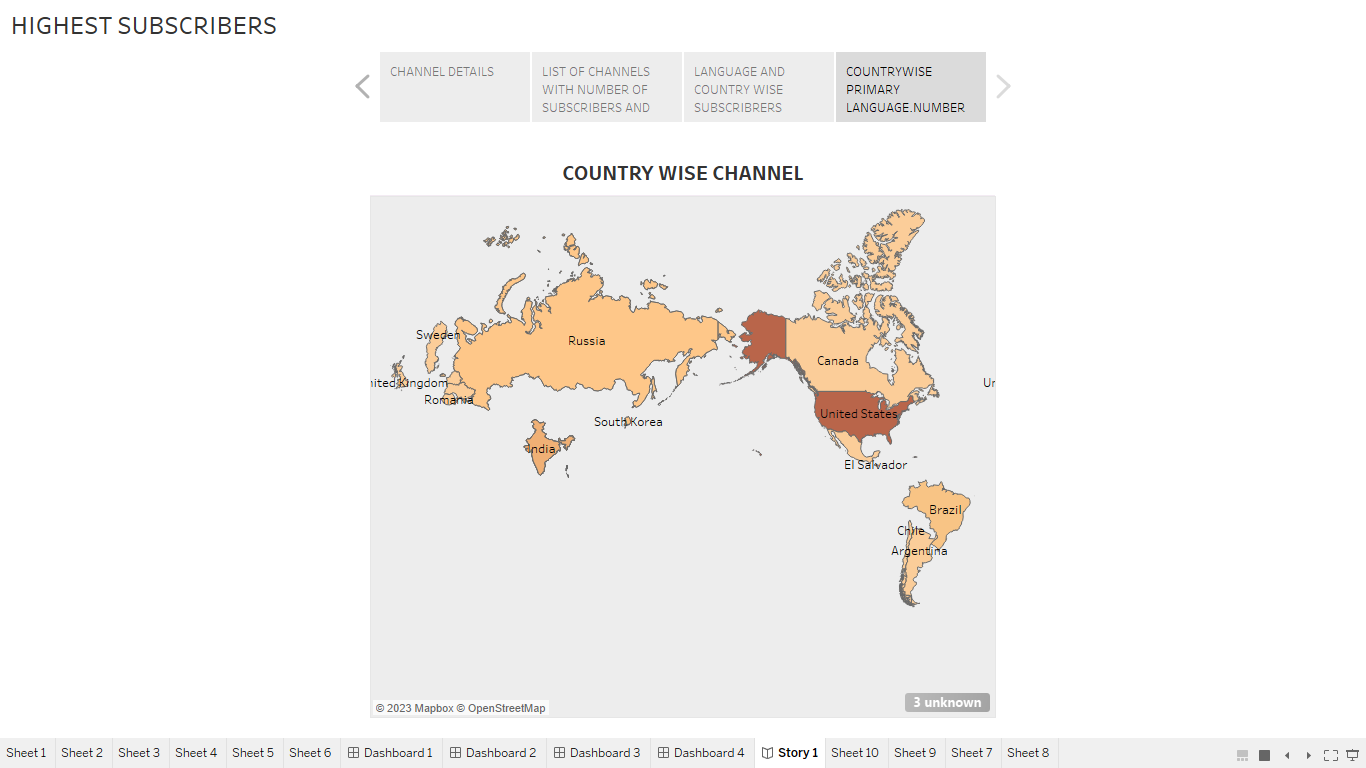 HIGHEST SUBSCRIBERS
CHANNEL DETAILS
LIST OF CHANNELS
WITH NUMBER OF
SUBSCRIBERS AND
LANGUAGE AND
COUNTRY WISE
SUBSCRIBRERS
COUNTRYWISE
PRIMARY
LANGUAGE.NUMBER
COUNTRY WISE CHANNEL
Sweden
Russia
Canada
nited Kingdom
Ur
Romania
United States
South Korea
India
El Salvador
Brazil
Chile
Argentina
3 unknown
© 2023 Mapbox © OpenStreetMap
Sheet 1
Sheet 2
Sheet 3
Sheet 4
Sheet 5
Sheet 6
Dashboard 1
Dashboard 2
Dashboard 3
Dashboard 4
Story 1
Sheet 10
Sheet 9
Sheet 7
Sheet 8